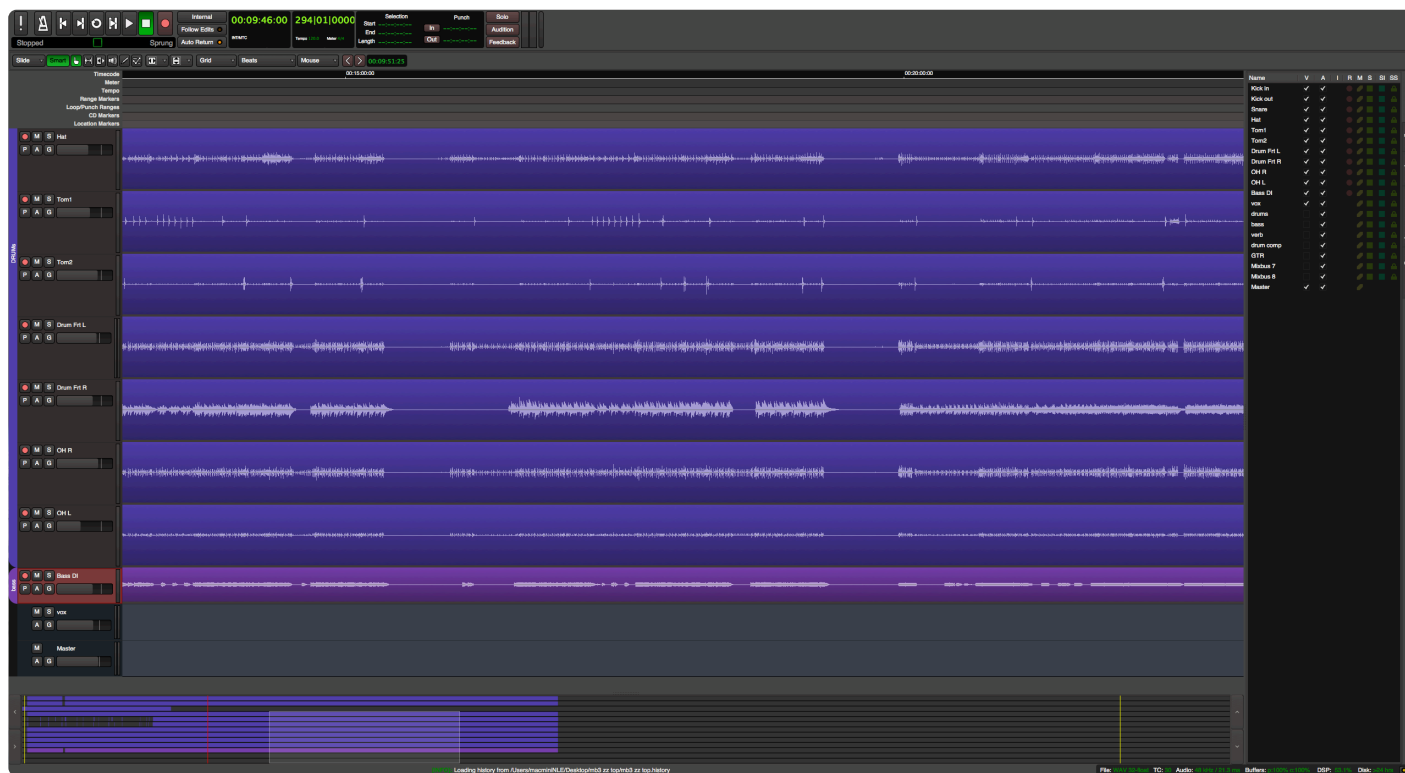 Internal 00:09:46:00 294|01|0000 Selection Punch Solo
Follow Edits Start --:--:--:-- In --:--:--:-- Audition
End --:--:--:--
Stopped Sprung Auto Return INT/MTC Tempo Meter Length --:--:--:-- Out --:--:--:-- Feedback
Slide Smart Grid Beats Mouse 00:09:51:25
Timecode 00:15:00:00 00:20:00:00
Meter
Tempo
Range Markers
Loop/Punch Ranges
CD Markers
Location Markers
DRUMs
M S Hat
P A G
M S Tom1
P A G
M S Tom2
P A G
M S Drum Frt L
P A G
M S Drum Frt R
P A G
M S OH R
P A G
M S OH L
P A G
bass
M S Bass DI
P A G
M S vox
A G
M Master
A G
Name V A I R M S SI SS
Kick in
Kick out
Snare
Hat
Tom1
Tom2
Drum Frt L
Drum Frt R
OH R
OH L
Bass DI
vox
drums
bass
verb
drum comp
GTR
Mixbus 7
Mixbus 8
Master
Loading history from /Users/macminiNLE/Desktop/mb3 zz top/mb3 zz top.history
File: TC: Audio: Buffers: DSP: Disk: